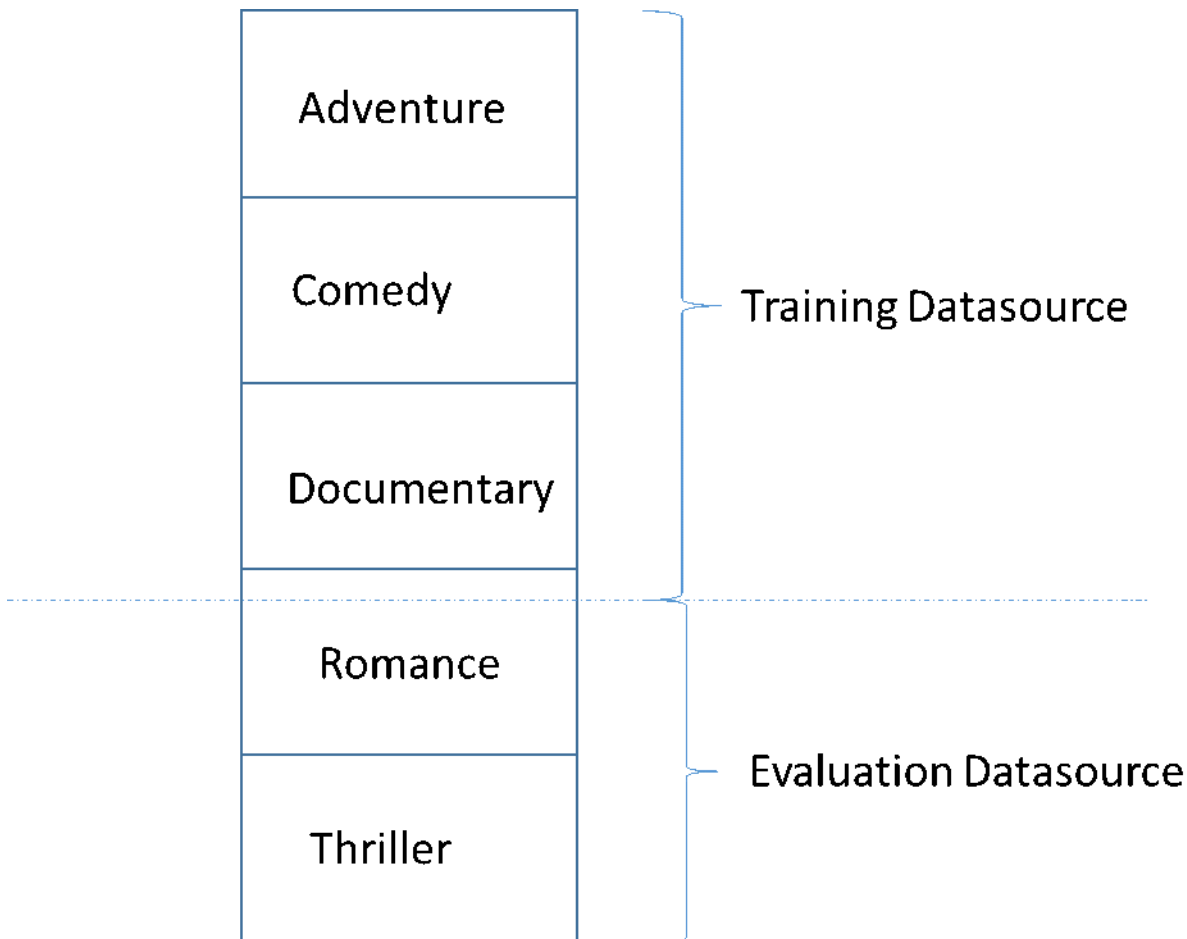 Adventure
Comedy
Training Datasource
Documentary
Romance
Evaluation Datasource
Thriller